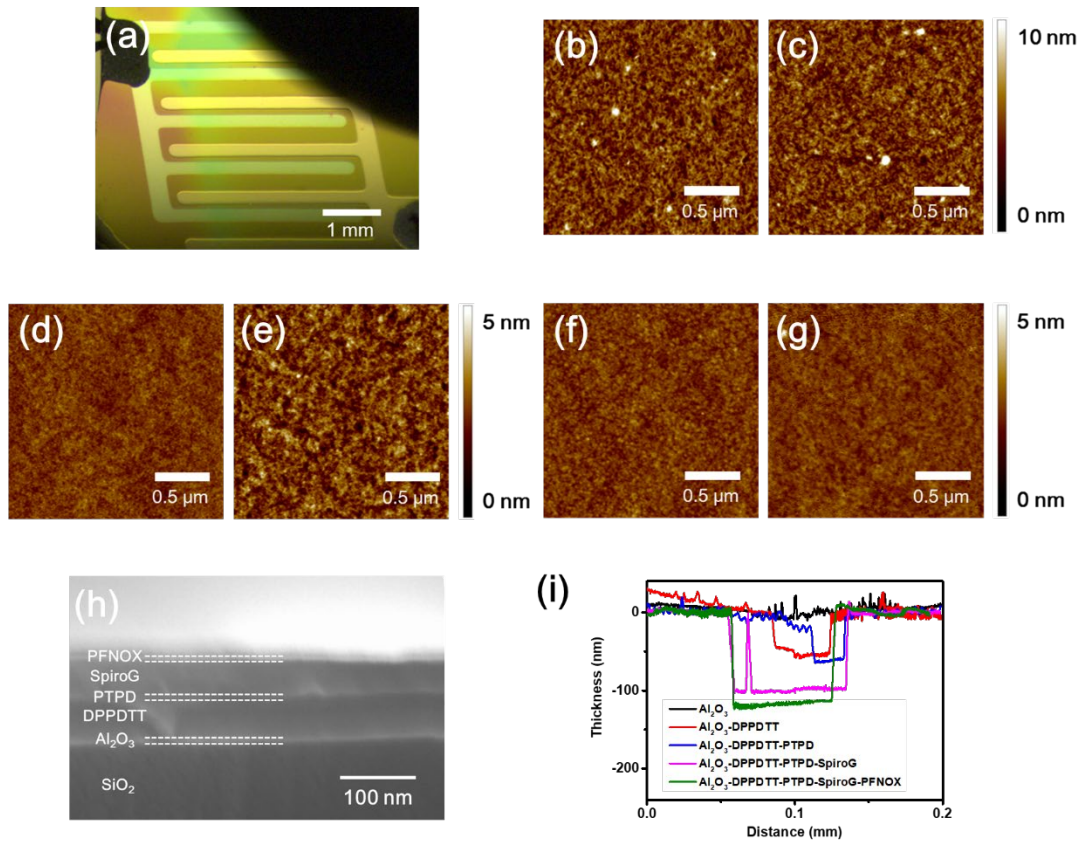 (a)
1 mm
(b)
0.5 µm
(c)
0.5 µm
10 nm
0 nm
(d)
0.5 µm
(e)
0.5 µm
5 nm
0 nm
(f)
0.5 µm
(g)
0.5 µm
5 nm
0 nm
(h)
PFNOX
SpiroG
PTPD
DPPDTT
Al₂O₃
SiO₂
100 nm
(i)
Thickness (nm)
0
-100
-200
Al₂O₃
Al₂O₃-DPPDTT
Al₂O₃-DPPDTT-PTPD
Al₂O₃-DPPDTT-PTPD-SpiroG
Al₂O₃-DPPDTT-PTPD-SpiroG-PFNOX
0.0
0.1
0.2
Distance (mm)